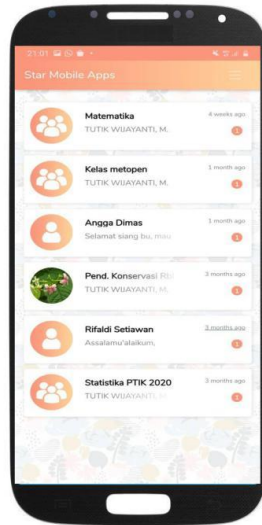 21.01
Star Mobile Apps
Matematika 4 weeks ago
TUTIK WIJAYANTI, M. 1
Kelas metopen 1 month ago
TUTIK WIJAYANTI, M. 1
Angga Dimas 1 month ago
Selamat siang bu, mau 1
Pend. Konservasi 3 months ago
TUTIK WIJAYANTI, M. 1
Rifaldi Setiawan 3 months ago
Assalamu'alaikum, 1
Statistika PTIK 2020 3 months ago
TUTIK WIJAYANTI, M 1